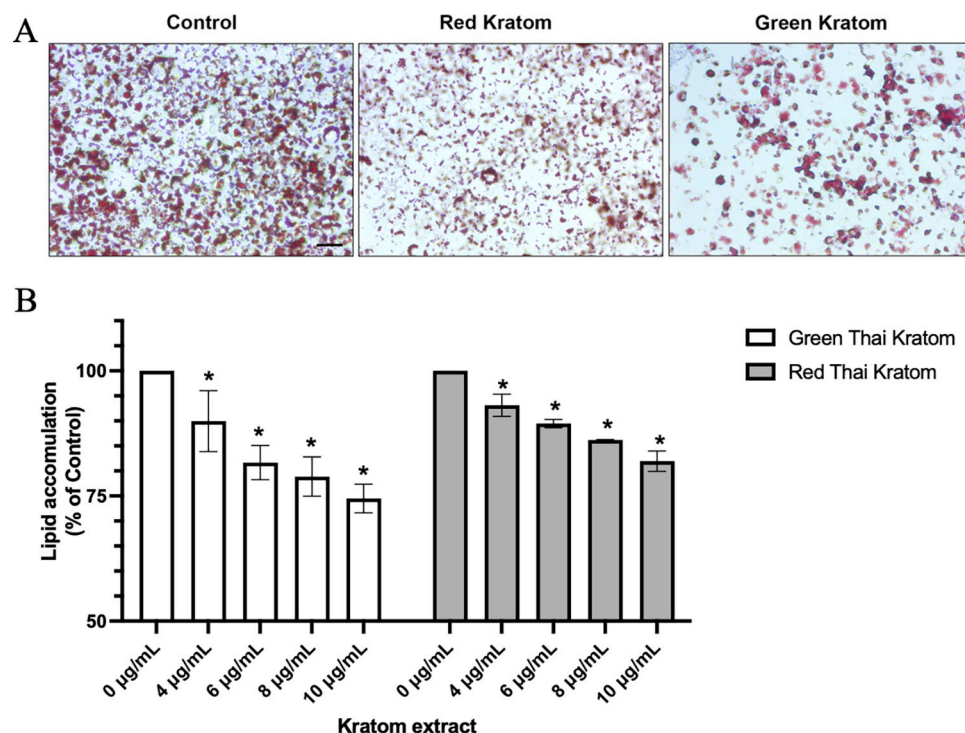 A
Control
Red Kratom
Green Kratom
B
Lipid accomulation
(% of Control)
100
75
50
* * * *
* * * *
0 µg/mL
4 µg/mL
6 µg/mL
8 µg/mL
10 µg/mL
0 µg/mL
4 µg/mL
6 µg/mL
8 µg/mL
10 µg/mL
Kratom extract
Green Thai Kratom
Red Thai Kratom